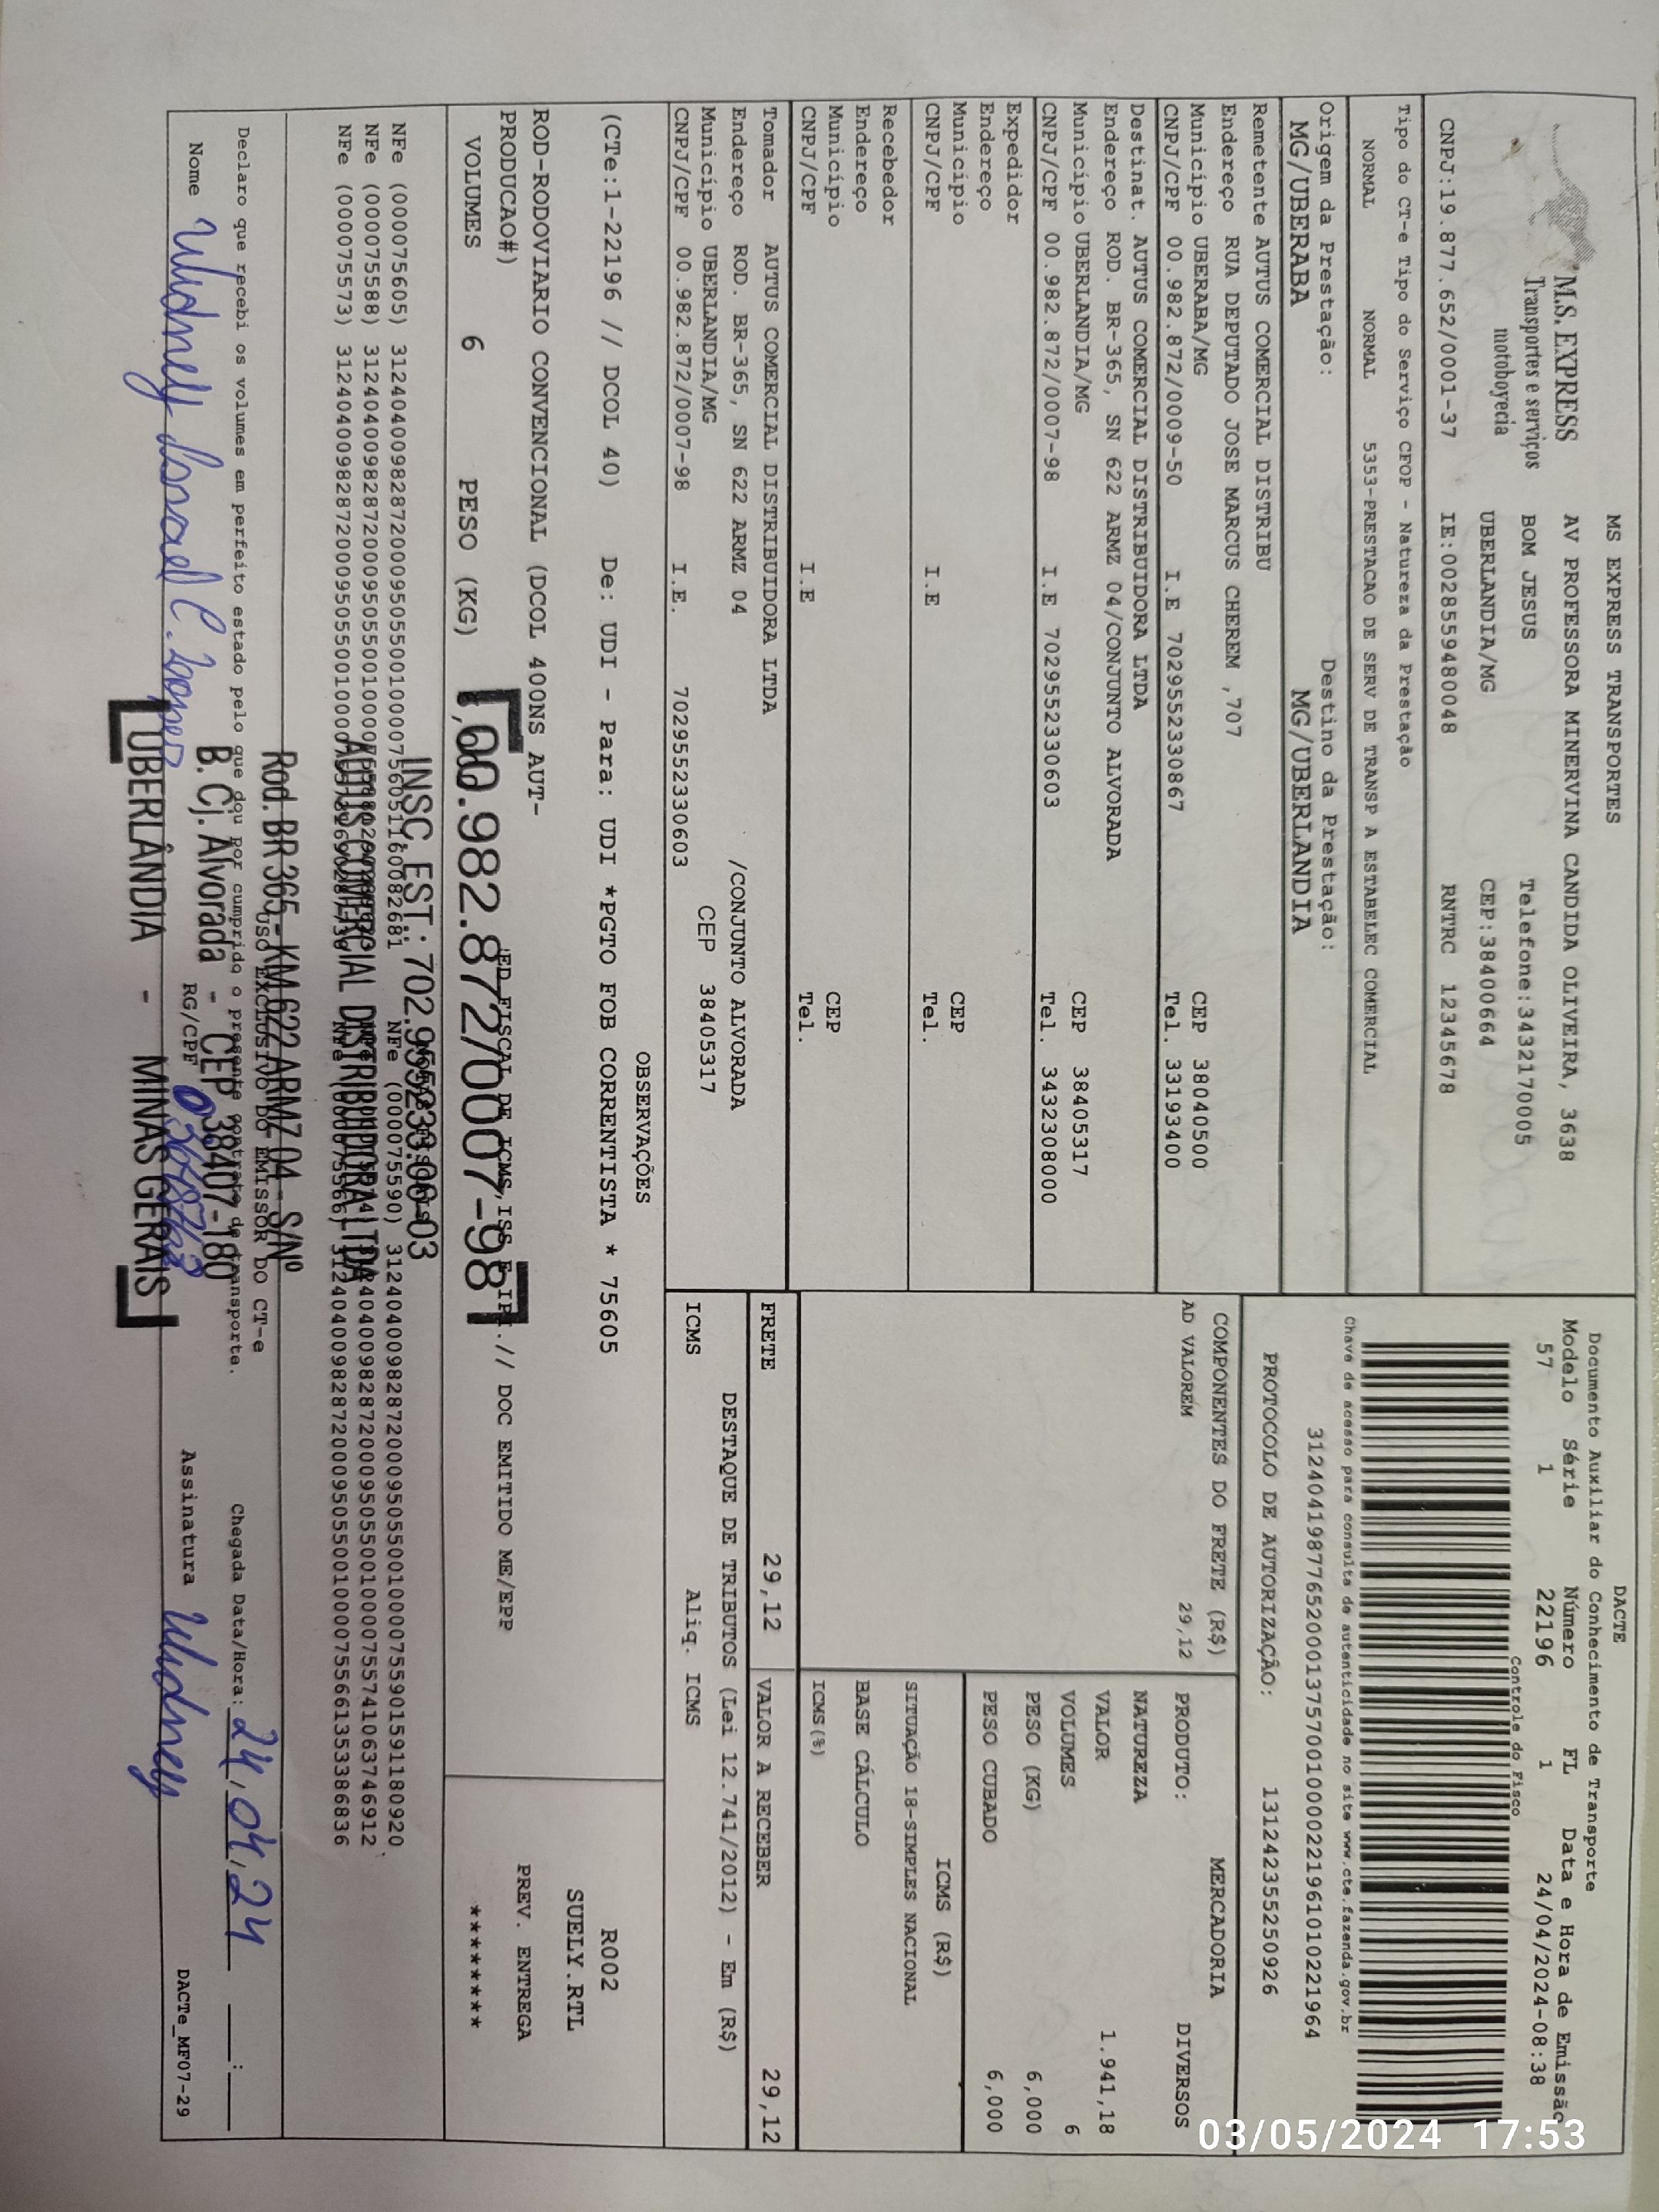 M.S. EXPRESS
Transportes e serviços
motoboyecia
MS EXPRESS TRANSPORTES
AV PROFESSORA MINERVINA CANDIDA OLIVEIRA, 3638
BOM JESUS Telefone:3432170005
UBERLANDIA/MG CEP:38400664
CNPJ:19.877.652/0001-37 IE:0028559480048 RNTRC 12345678
DACTE
Documento Auxiliar do Conhecimento de Transporte
Modelo Série Número FL Data e Hora de Emissão
57 1 22196 1 24/04/2024-08:38
Controle do Fisco
Chave de acesso para consulta de autenticidade no site www.cte.fazenda.gov.br
31240419877652000137570010000221961010221964
PROTOCOLO DE AUTORIZAÇÃO: 131242355250926
Tipo do CT-e Tipo do Serviço CFOP - Natureza da Prestação
NORMAL NORMAL 5353-PRESTACAO DE SERV DE TRANSP A ESTABELEC COMERCIAL
Origem da Prestação: Destino da Prestação:
MG/UBERABA MG/UBERLANDIA
Remetente AUTUS COMERCIAL DISTRIBU
Endereço RUA DEPUTADO JOSE MARCUS CHEREM ,707
Município UBERABA/MG CEP 38040500
CNPJ/CPF 00.982.872/0009-50 I.E 7029552330867 Tel. 33193400
Destinat. AUTUS COMERCIAL DISTRIBUIDORA LTDA
Endereço ROD. BR-365, SN 622 ARMZ 04/CONJUNTO ALVORADA
Município UBERLANDIA/MG CEP 38405317
CNPJ/CPF 00.982.872/0007-98 I.E 7029552330603 Tel. 3432308000
Expedidor
Endereço
Município CEP
CNPJ/CPF I.E Tel.
Recebedor
Endereço
Município CEP
CNPJ/CPF I.E Tel.
Tomador AUTUS COMERCIAL DISTRIBUIDORA LTDA
Endereço ROD. BR-365, SN 622 ARMZ 04 /CONJUNTO ALVORADA
Município UBERLANDIA/MG CEP 38405317
CNPJ/CPF 00.982.872/0007-98 I.E. 7029552330603
COMPONENTES DO FRETE (R$)
AD VALOREM 29,12
MERCADORIA
PRODUTO: DIVERSOS
NATUREZA
VALOR 1.941,18
VOLUMES 6
PESO (KG) 6,000
PESO CUBADO 6,000
ICMS (R$)
SITUAÇÃO 18-SIMPLES NACIONAL
BASE CÁLCULO
ICMS(%)
FRETE 29,12 VALOR A RECEBER 29,12
DESTAQUE DE TRIBUTOS (Lei 12.741/2012) - Em (R$)
ICMS Aliq. ICMS
OBSERVAÇÕES
(CTe:1-22196 // DCOL 40) De: UDI - Para: UDI *PGTO FOB CORRENTISTA * 75605
ROD-RODOVIARIO CONVENCIONAL (DCOL 400NS AUT-
PRODUCAO#) // DOC EMITIDO ME/EPP
R002
SUELY.RTL
PREV. ENTREGA
********
VOLUMES 6 PESO (KG)
00.982.872/0007-98
INSC. EST.: 702.955233.06-03
AUTUS COMERCIAL DISTRIBUIDORA LTDA
Rod. BR 365 - KM 622 ARMZ 04 - S/Nº
B. Cj. Alvorada - CEP 38407-180
UBERLÂNDIA - MINAS GERAIS
NFe (000075605) 31240400982872000950550010000756051160082681 NFe (000075590) 31240400982872000950550010000755901591180920
NFe (000075588)
NFe (000075573)
USO EXCLUSIVO DO EMISSOR DO CT-e
Declaro que recebi os volumes em perfeito estado pelo que dou por cumprido o presente contrato de transporte.
Chegada Data/Hora: 24/04/24 __:__
Nome Widney RG/CPF Assinatura Widney
DACTe_MF07-29
03/05/2024 17:53